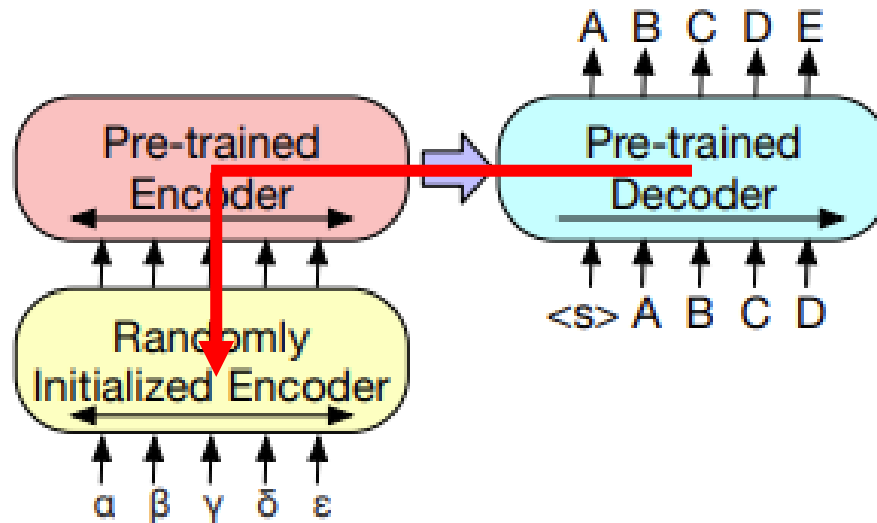 A B C D E
Pre-trained
Encoder
Pre-trained
Decoder
<s> A B C D
Randomly
Initialized Encoder
α β γ δ ε